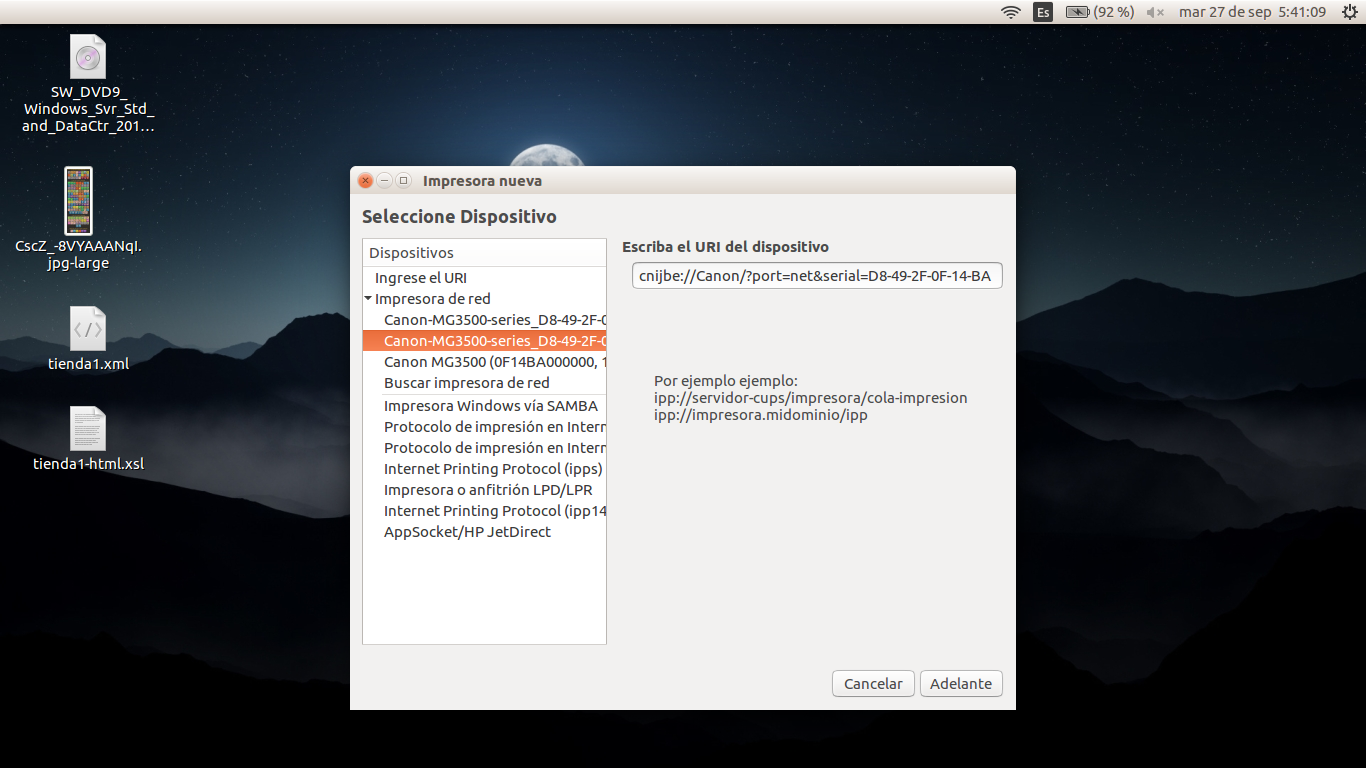 Es
(92 %)
mar 27 de sep 5:41:09
SW_DVD9_
Windows_Svr_Std_
and_DataCtr_201...
CscZ_-8VYAAANqI.
jpg-large
tienda1.xml
tienda1-html.xsl
Impresora nueva
Seleccione Dispositivo
Dispositivos
Ingrese el URI
Impresora de red
Canon-MG3500-series_D8-49-2F-0
Canon-MG3500-series_D8-49-2F-0
Canon MG3500 (0F14BA000000, 1
Buscar impresora de red
Impresora Windows vía SAMBA
Protocolo de impresión en Intern
Protocolo de impresión en Intern
Internet Printing Protocol (ipps)
Impresora o anfitrión LPD/LPR
Internet Printing Protocol (ipp14
AppSocket/HP JetDirect
Escriba el URI del dispositivo
cnijbe://Canon/?port=net&serial=D8-49-2F-0F-14-BA
Por ejemplo ejemplo:
ipp://servidor-cups/impresora/cola-impresion
ipp://impresora.midominio/ipp
Cancelar
Adelante